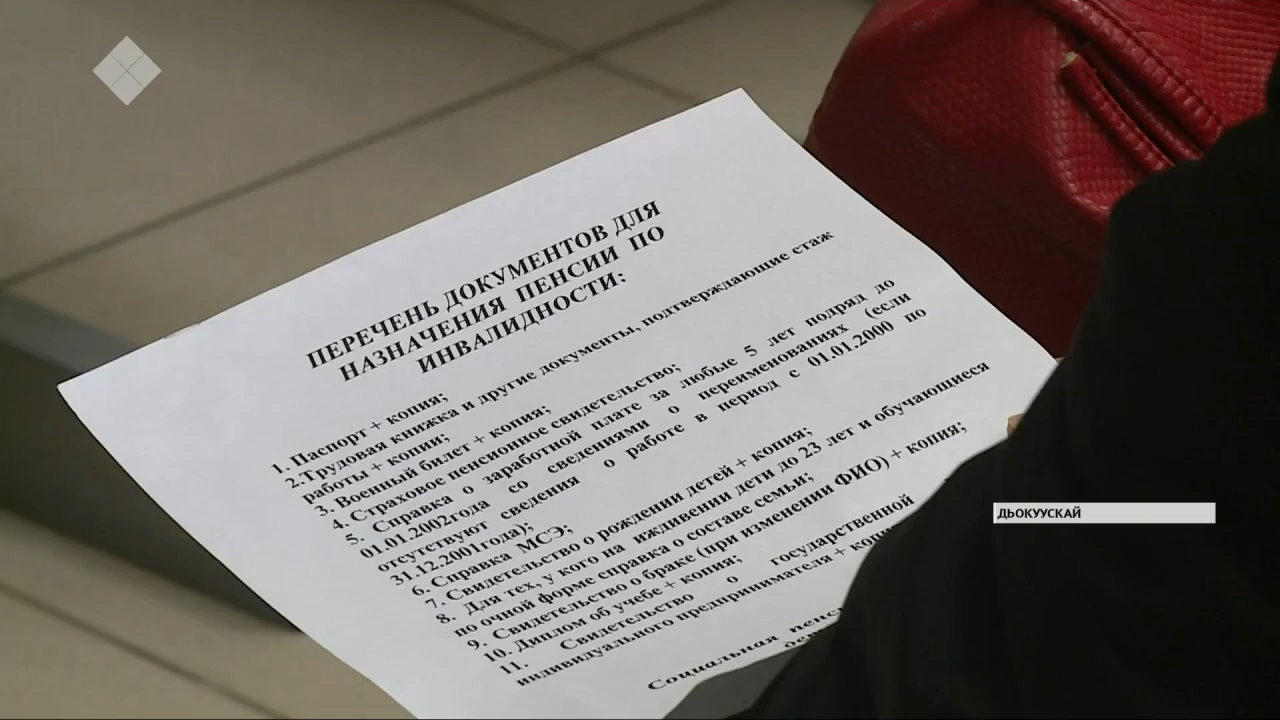 ПЕРЕЧЕНЬ ДОКУМЕНТОВ ДЛЯ
НАЗНАЧЕНИЯ ПЕНСИИ ПО
ИНВАЛИДНОСТИ:
1. Паспорт + копия;
2.Трудовая книжка и другие документы, подтверждающие стаж
работы + копии;
3. Военный билет + копия;
4. Страховое пенсионное свидетельство;
5. Справка о заработной плате за любые 5 лет подряд до
01.01.2002года со сведениями о переименованиях (если
отсутствуют сведения о работе в период с 01.01.2000 по
31.12.2001года);
6. Справка МСЭ;
7. Свидетельство о рождении детей + копия;
8. Для тех, у кого на иждивении дети до 23 лет и обучающиеся
по очной форме справка о составе семьи;
9. Свидетельство о браке (при изменении ФИО) + копия;
10. Диплом об учебе + копия;
11. Свидетельство о государственной
индивидуального предпринимателя +
Социальная
ДЬОКУУСКАЙ